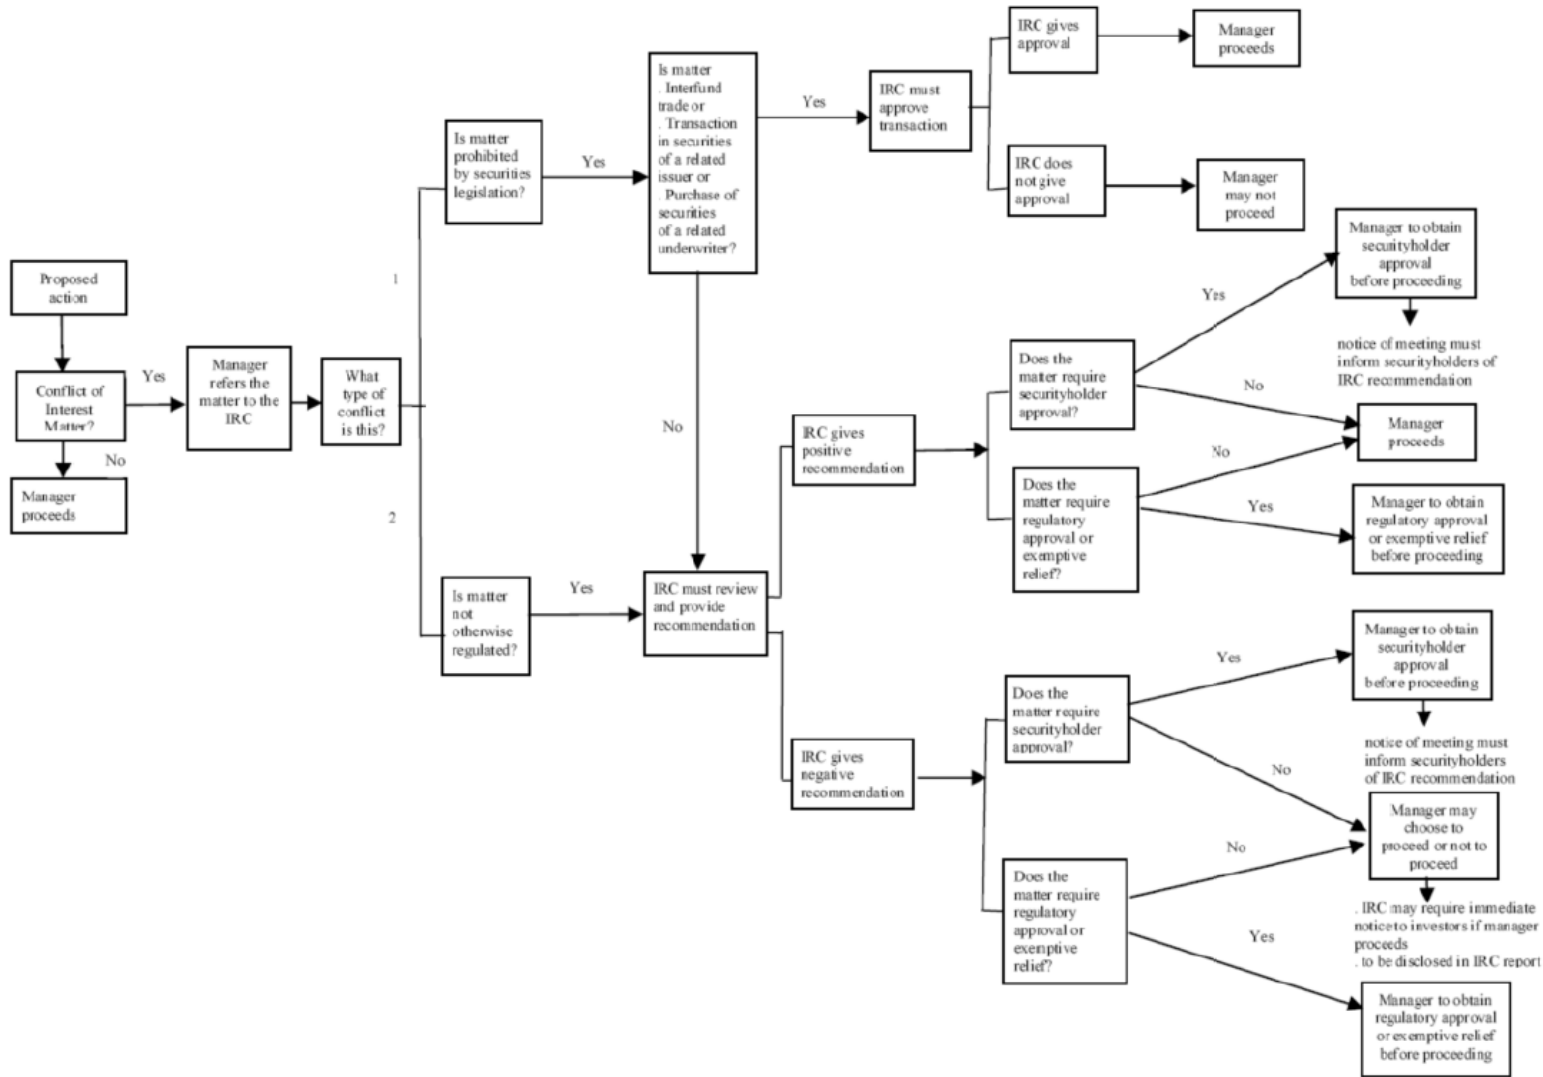 Proposed
action
Conflict of
Interest
Matter?
Yes
No
Manager
proceeds
Manager
refers the
matter to the
IRC
What
type of
conflict
is this?
1
2
Is matter
prohibited
by securities
legislation?
Yes
Is matter
. Interfund
trade or
. Transaction
in securities
of a related
issuer or
. Purchase of
securities
of a related
underwriter?
Yes
No
IRC must
approve
transaction
IRC gives
approval
Manager
proceeds
IRC does
not give
approval
Manager
may not
proceed
Is matter
not
otherwise
regulated?
Yes
IRC must review
and provide
recommendation
IRC gives
positive
recommendation
Does the
matter require
securityholder
approval?
Yes
Manager to obtain
securityholder
approval
before proceeding
notice of meeting must
inform securityholders of
IRC recommendation
No
Manager
proceeds
Does the
matter require
regulatory
approval or
exemptive
relief?
No
Yes
Manager to obtain
regulatory approval
or exemptive relief
before proceeding
IRC gives
negative
recommendation
Does the
matter require
securityholder
approval?
Yes
Manager to obtain
securityholder
approval
before proceeding
notice of meeting must
inform securityholders
of IRC recommendation
No
Manager may
choose to
proceed or not to
proceed
. IRC may require immediate
notice to investors if manager
proceeds
. to be disclosed in IRC report
Does the
matter require
regulatory
approval or
exemptive
relief?
No
Yes
Manager to obtain
regulatory approval
or exemptive relief
before proceeding